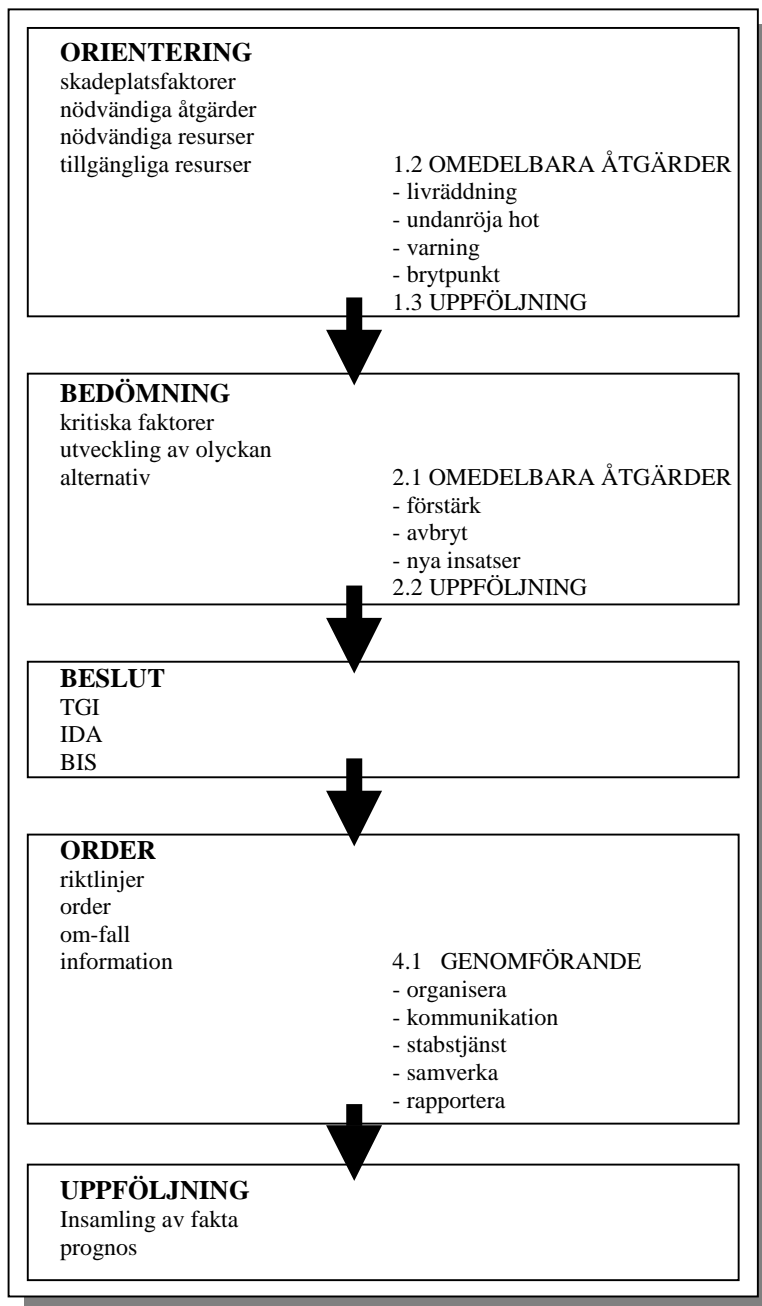 ORIENTERING
skadeplatsfaktorer
nödvändiga åtgärder
nödvändiga resurser
tillgängliga resurser
1.2 OMEDELBARA ÅTGÄRDER
- livräddning
- undanröja hot
- varning
- brytpunkt
1.3 UPPFÖLJNING
BEDÖMNING
kritiska faktorer
utveckling av olyckan
alternativ
2.1 OMEDELBARA ÅTGÄRDER
- förstärk
- avbryt
- nya insatser
2.2 UPPFÖLJNING
BESLUT
TGI
IDA
BIS
ORDER
riktlinjer
order
om-fall
information
4.1 GENOMFÖRANDE
- organisera
- kommunikation
- stabstjänst
- samverka
- rapportera
UPPFÖLJNING
Insamling av fakta
prognos